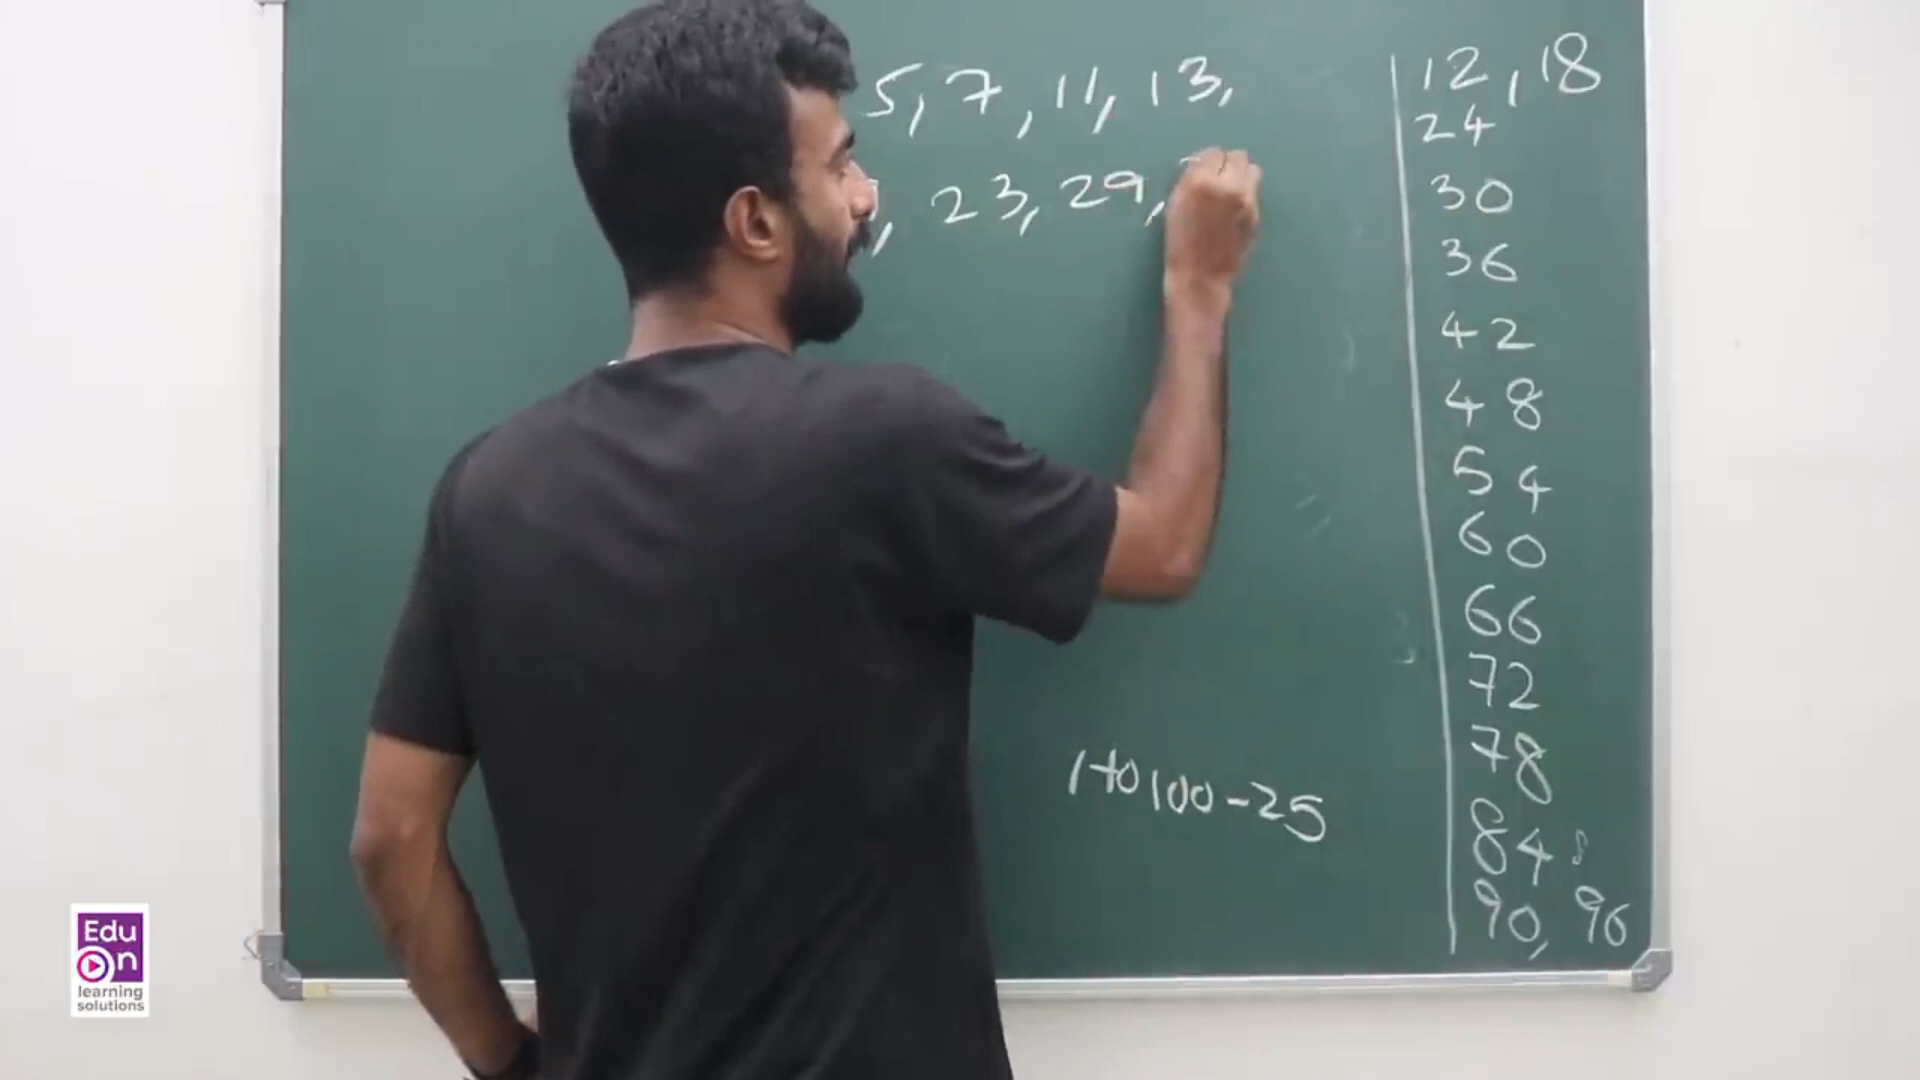 5, 7, 11, 13,
, 23, 29,
1 to 100 - 25
12, 18
24
30
36
42
48
54
60
66
72
78
84
90, 96
Edu
On
learning
solutions